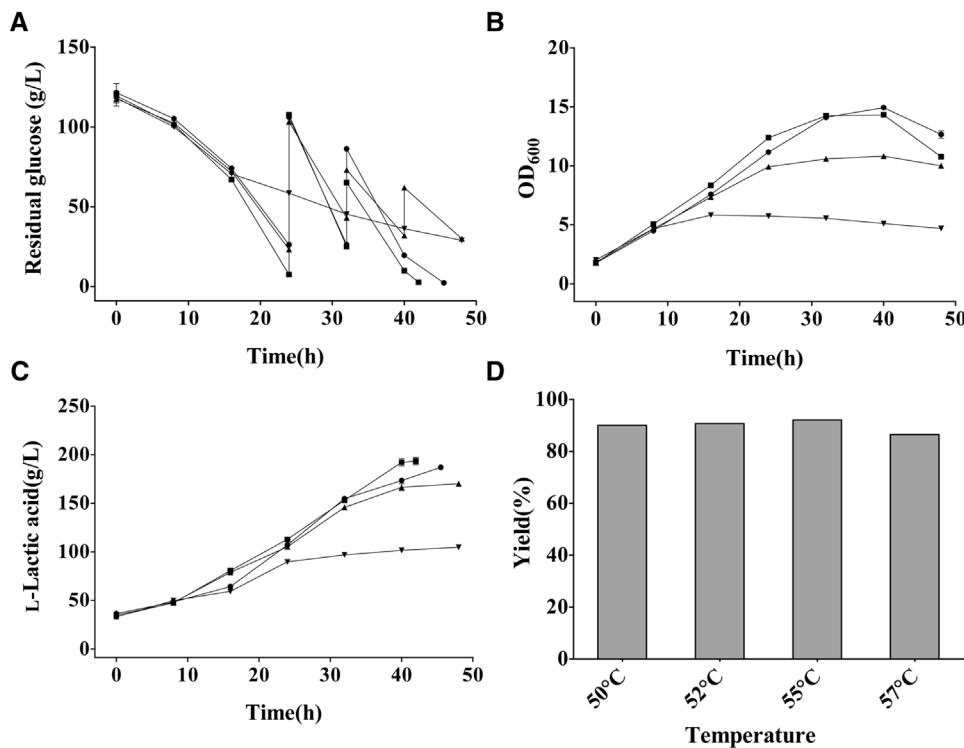 A
150
100
50
0
Residual glucose (g/L)
0 10 20 30 40 50
Time(h)
B
20
15
10
5
0
OD600
0 10 20 30 40 50
Time(h)
C
250
200
150
100
50
0
L-Lactic acid(g/L)
0 10 20 30 40 50
Time(h)
D
100
80
60
40
20
0
Yield(%)
50°C 52°C 55°C 57°C
Temperature